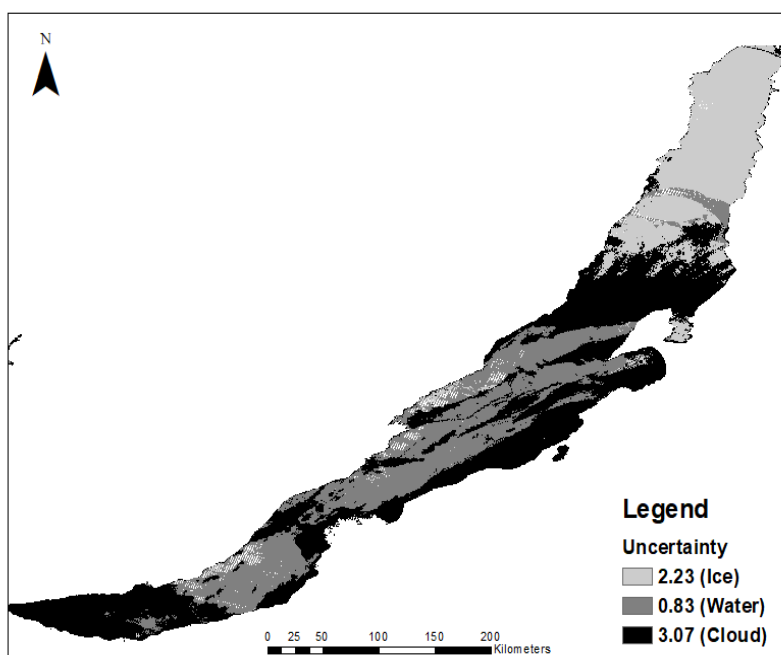 N
Legend
Uncertainty
2.23 (Ice)
0.83 (Water)
3.07 (Cloud)
0 25 50 100 150 200
Kilometers